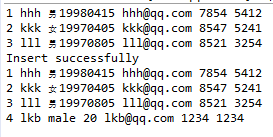 1 hhh 男19980415 hhh@qq.com 7854 5412
2 kkk 女19970405 kkk@qq.com 8547 5241
3 lll 男19970805 lll@qq.com 8521 3254
Insert successfully
1 hhh 男19980415 hhh@qq.com 7854 5412
2 kkk 女19970405 kkk@qq.com 8547 5241
3 lll 男19970805 lll@qq.com 8521 3254
4 lkb male 20 lkb@qq.com 1234 1234